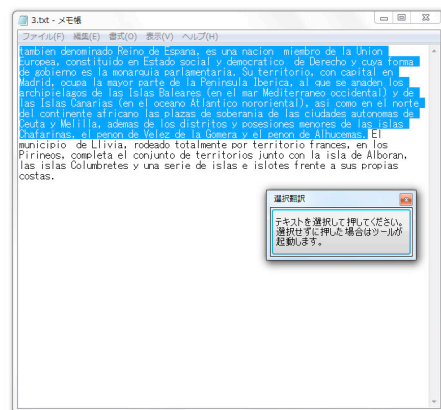 3.txt - メモ帳
ファイル(F) 編集(E) 書式(O) 表示(V) ヘルプ(H)
tambien denominado Reino de Espana, es una nacion miembro de la Union
Europea, constituido en Estado social y democratico de Derecho y cuya forma
de gobierno es la monarquia parlamentaria. Su territorio, con capital en
Madrid, ocupa la mayor parte de la Peninsula Iberica, al que se anaden los
archipielagos de las Islas Baleares (en el mar Mediterraneo occidental) y de
las Islas Canarias (en el oceano Atlantico nororiental), asi como en el norte
del continente africano las plazas de soberania de las ciudades autonomas de
Ceuta y Melilla, ademas de los distritos y posesiones menores de las islas
Chafarinas, el penon de Velez de la Gomera y el penon de Alhucemas. El
municipio de Llivia, rodeado totalmente por territorio frances, en los
Pirineos, completa el conjunto de territorios junto con la isla de Alboran,
las islas Columbretes y una serie de islas e islotes frente a sus propias
costas.
選択翻訳
テキストを選択して押してください。
選択せずに押した場合はツールが
起動します。